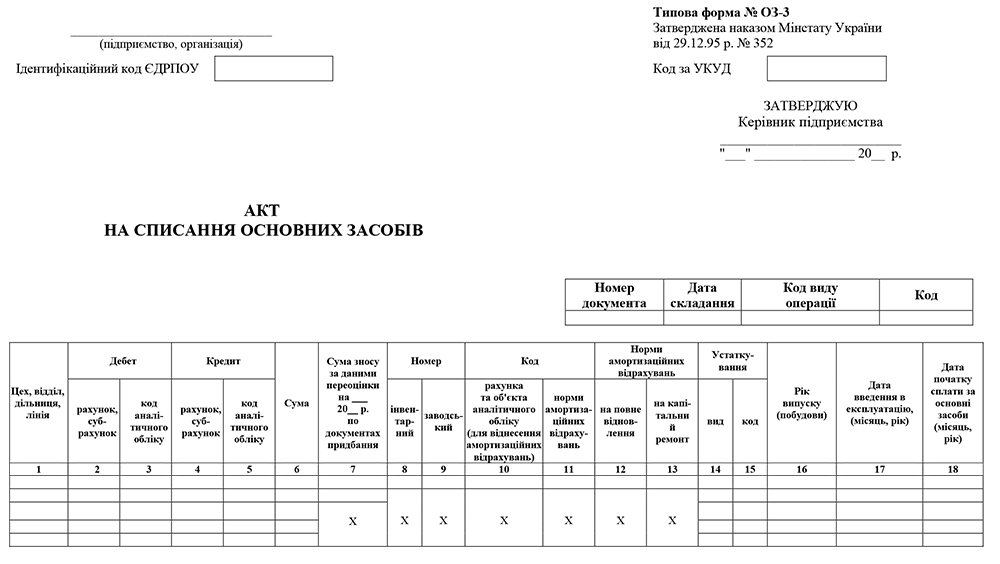 Типова форма № ОЗ-3
Затверджена наказом Мінстату України
від 29.12.95 р. № 352
(підприємство, організація)
Ідентифікаційний код ЄДРПОУ
Код за УКУД
ЗАТВЕРДЖУЮ
Керівник підприємства
"___" _______________ 20__ р.
АКТ
НА СПИСАННЯ ОСНОВНИХ ЗАСОБІВ
Номер
документа
Дата
складання
Код виду
операції
Код
Цех, відділ,
дільниця,
лінія
Дебет
рахунок,
суб-
рахунок
код
аналі-
тичного
обліку
Кредит
рахунок,
суб-
рахунок
код
аналі-
тичного
обліку
Сума
Сума зносу
за даними
переоцінки
на ___
20__ р.
по
документах
придбання
Номер
інвен-
тар-
ний
заводсь-
кий
Код
рахунка
та об'єкта
аналітичного
обліку
(для віднесення
амортизаційних
відрахувань)
норми
амортиза-
ційних
відраху-
вань
Норми
амортизаційних
відрахувань
на повне
віднов-
лення
на капі-
тальни
й
ремонт
Устатку-
вання
вид
код
Рік
випуску
(побудови)
Дата
введення в
експлуатацію,
(місяць, рік)
Дата
початку
сплати за
основні
засоби
(місяць,
рік)
1 2 3 4 5 6 7 8 9 10 11 12 13 14 15 16 17 18
Х Х Х Х Х Х Х